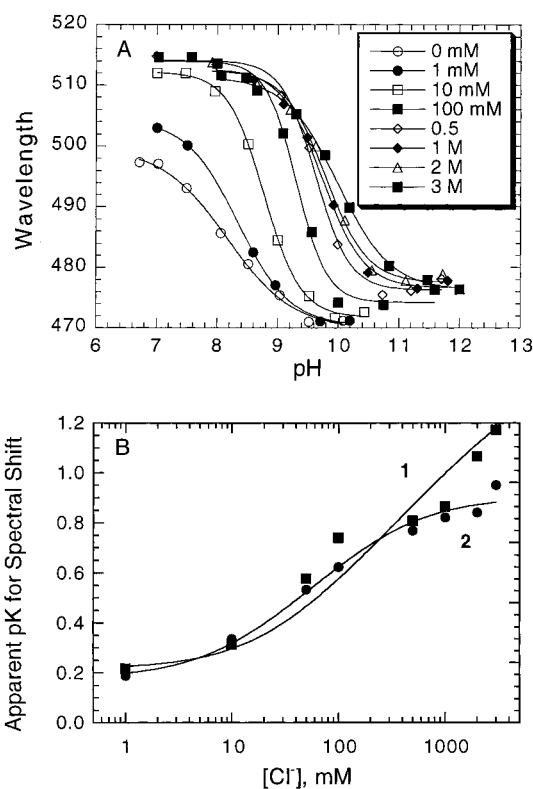 A
520
510
500
490
480
470
Wavelength
0 mM
1 mM
10 mM
100 mM
0.5
1 M
2 M
3 M
6 7 8 9 10 11 12 13
pH
B
1.2
1.0
0.8
0.6
0.4
0.2
0.0
Apparent pK for Spectral Shift
1
2
1 10 100 1000
[Cl⁻], mM